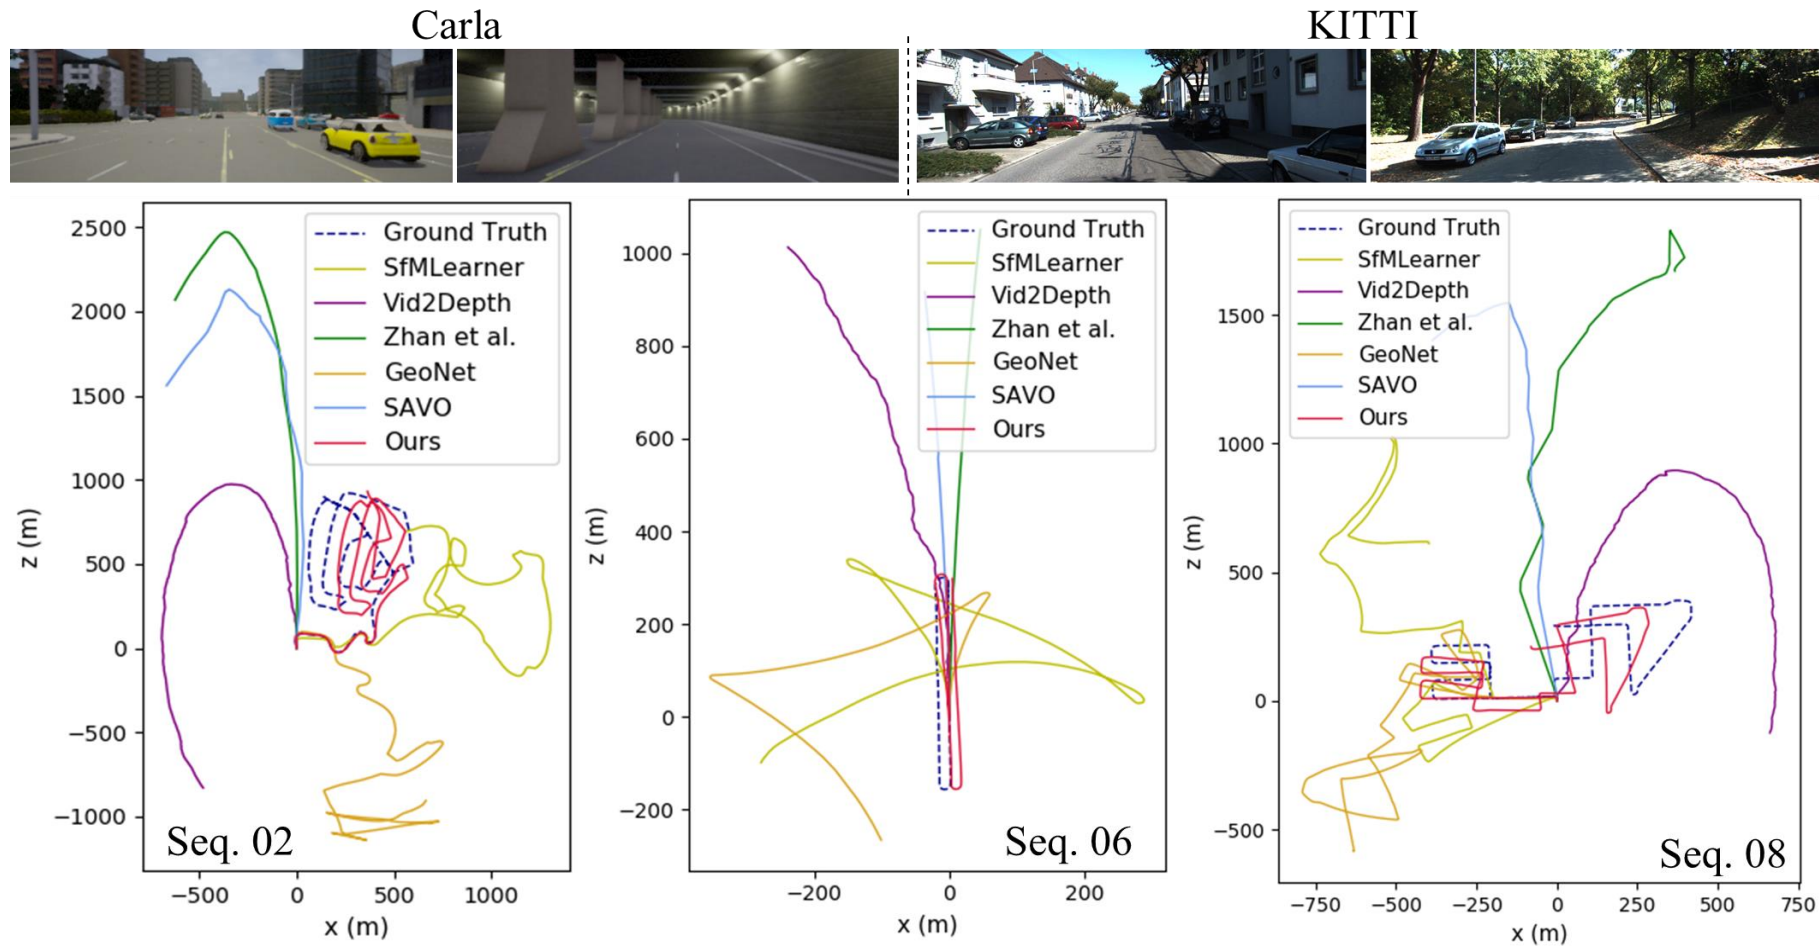 Carla
KITTI
2500
2000
1500
1000
500
0
−500
−1000
z (m)
Ground Truth
SfMLearner
Vid2Depth
Zhan et al.
GeoNet
SAVO
Ours
Seq. 02
−500 0 500 1000
x (m)
1000
800
600
400
200
0
−200
z (m)
Ground Truth
SfMLearner
Vid2Depth
Zhan et al.
GeoNet
SAVO
Ours
Seq. 06
−200 0 200
x (m)
1500
1000
500
0
−500
z (m)
Ground Truth
SfMLearner
Vid2Depth
Zhan et al.
GeoNet
SAVO
Ours
Seq. 08
−750 −500 −250 0 250 500 750
x (m)